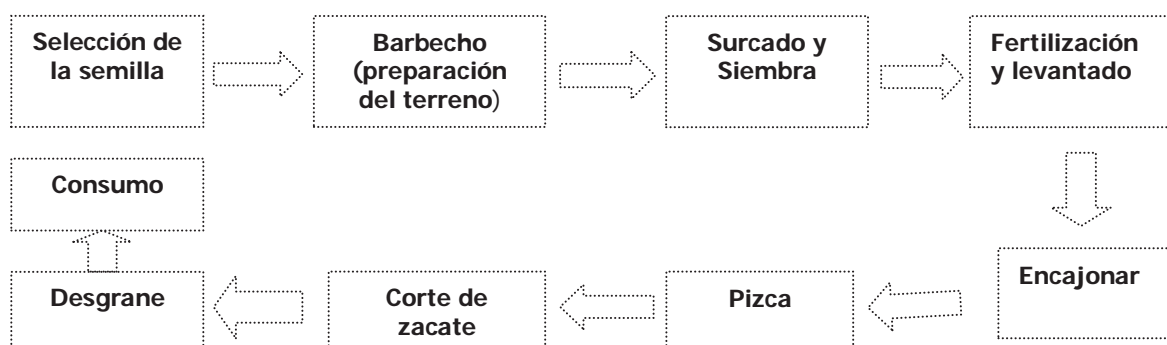 Selección de
la semilla
Barbecho
(preparación
del terreno)
Surcado y
Siembra
Fertilización
y levantado
Encajonar
Pizca
Corte de
zacate
Desgrane
Consumo